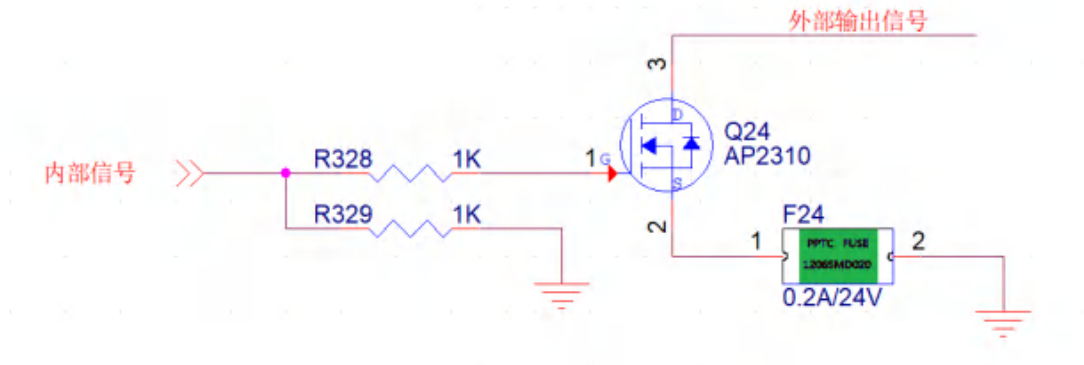 外部输出信号
3
D
Q24
AP2310
内部信号
R328 1K
1 G
S
R329 1K
2
F24
1 PPTC FUSE 2
1206SMD020
0.2A/24V